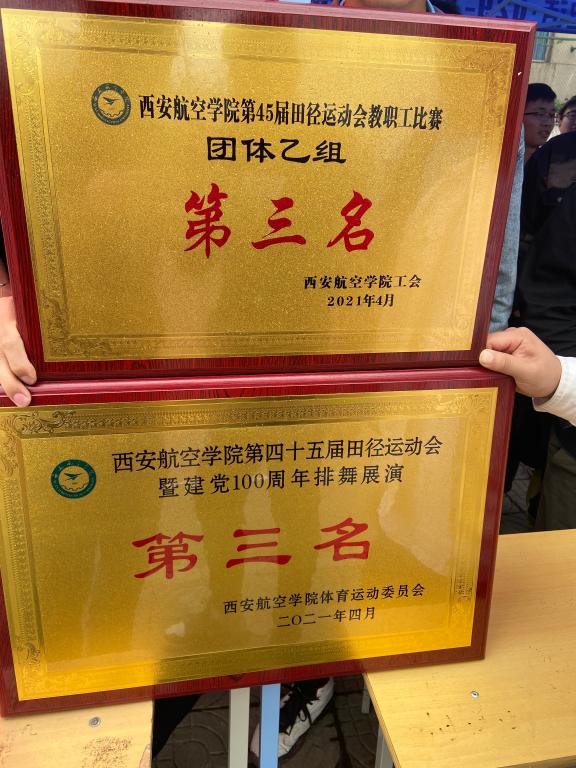 西安航空学院第45届田径运动会教职工比赛
团体乙组
第三名
西安航空学院工会
2021年4月
西安航空学院第四十五届田径运动会
暨建党100周年排舞展演
第三名
西安航空学院体育运动委员会
二〇二一年四月